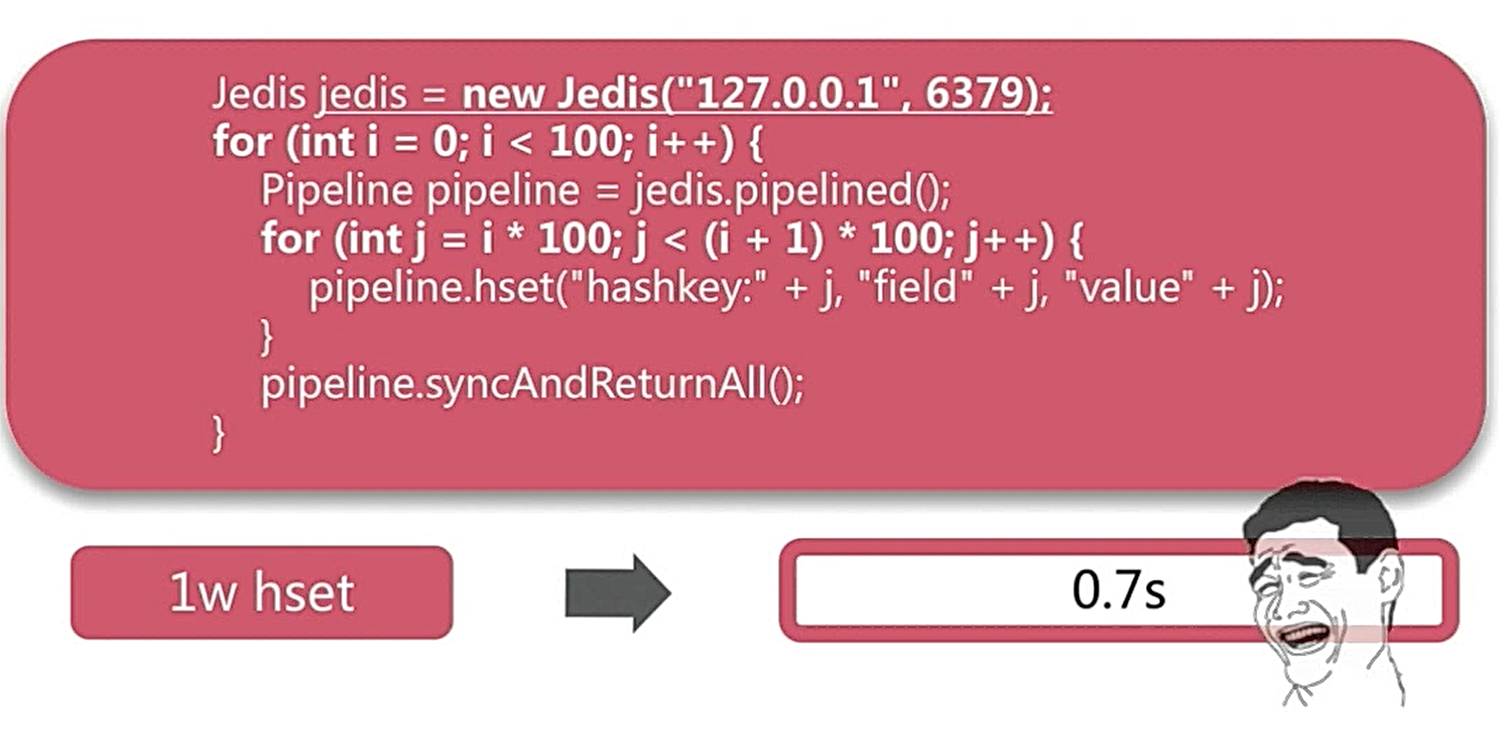 Jedis jedis = new Jedis("127.0.0.1", 6379);
for (int i = 0; i < 100; i++) {
Pipeline pipeline = jedis.pipelined();
for (int j = i * 100; j < (i + 1) * 100; j++) {
pipeline.hset("hashkey:" + j, "field" + j, "value" + j);
}
pipeline.syncAndReturnAll();
}
1w hset
0.7s